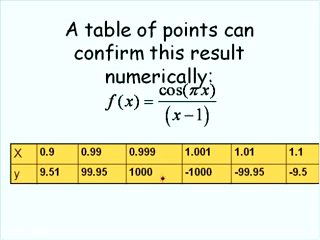 A table of points can
confirm this result
numerically:
f(x) = cos(πx) / (x−1)
X 0.9 0.99 0.999 1.001 1.01 1.1
y 9.51 99.95 1000 -1000 -99.95 -9.5